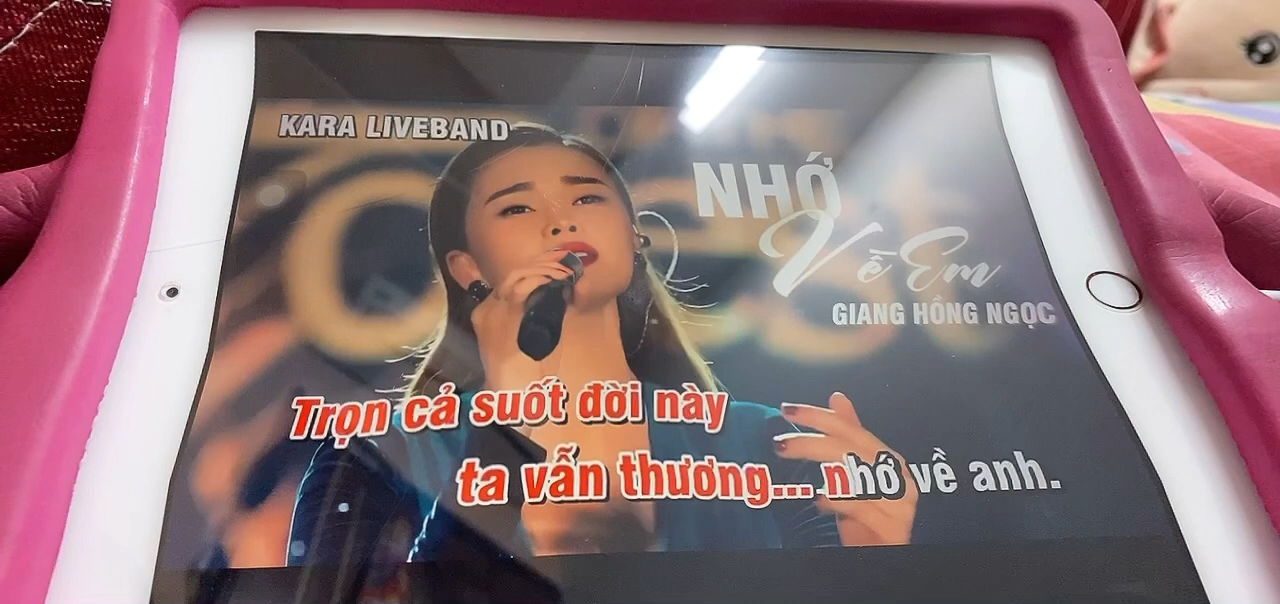 KARA LIVEBAND
NHỚ
Về Em
GIANG HỒNG NGỌC
Trọn cả suốt đời này
ta vẫn thương... nhớ về anh.